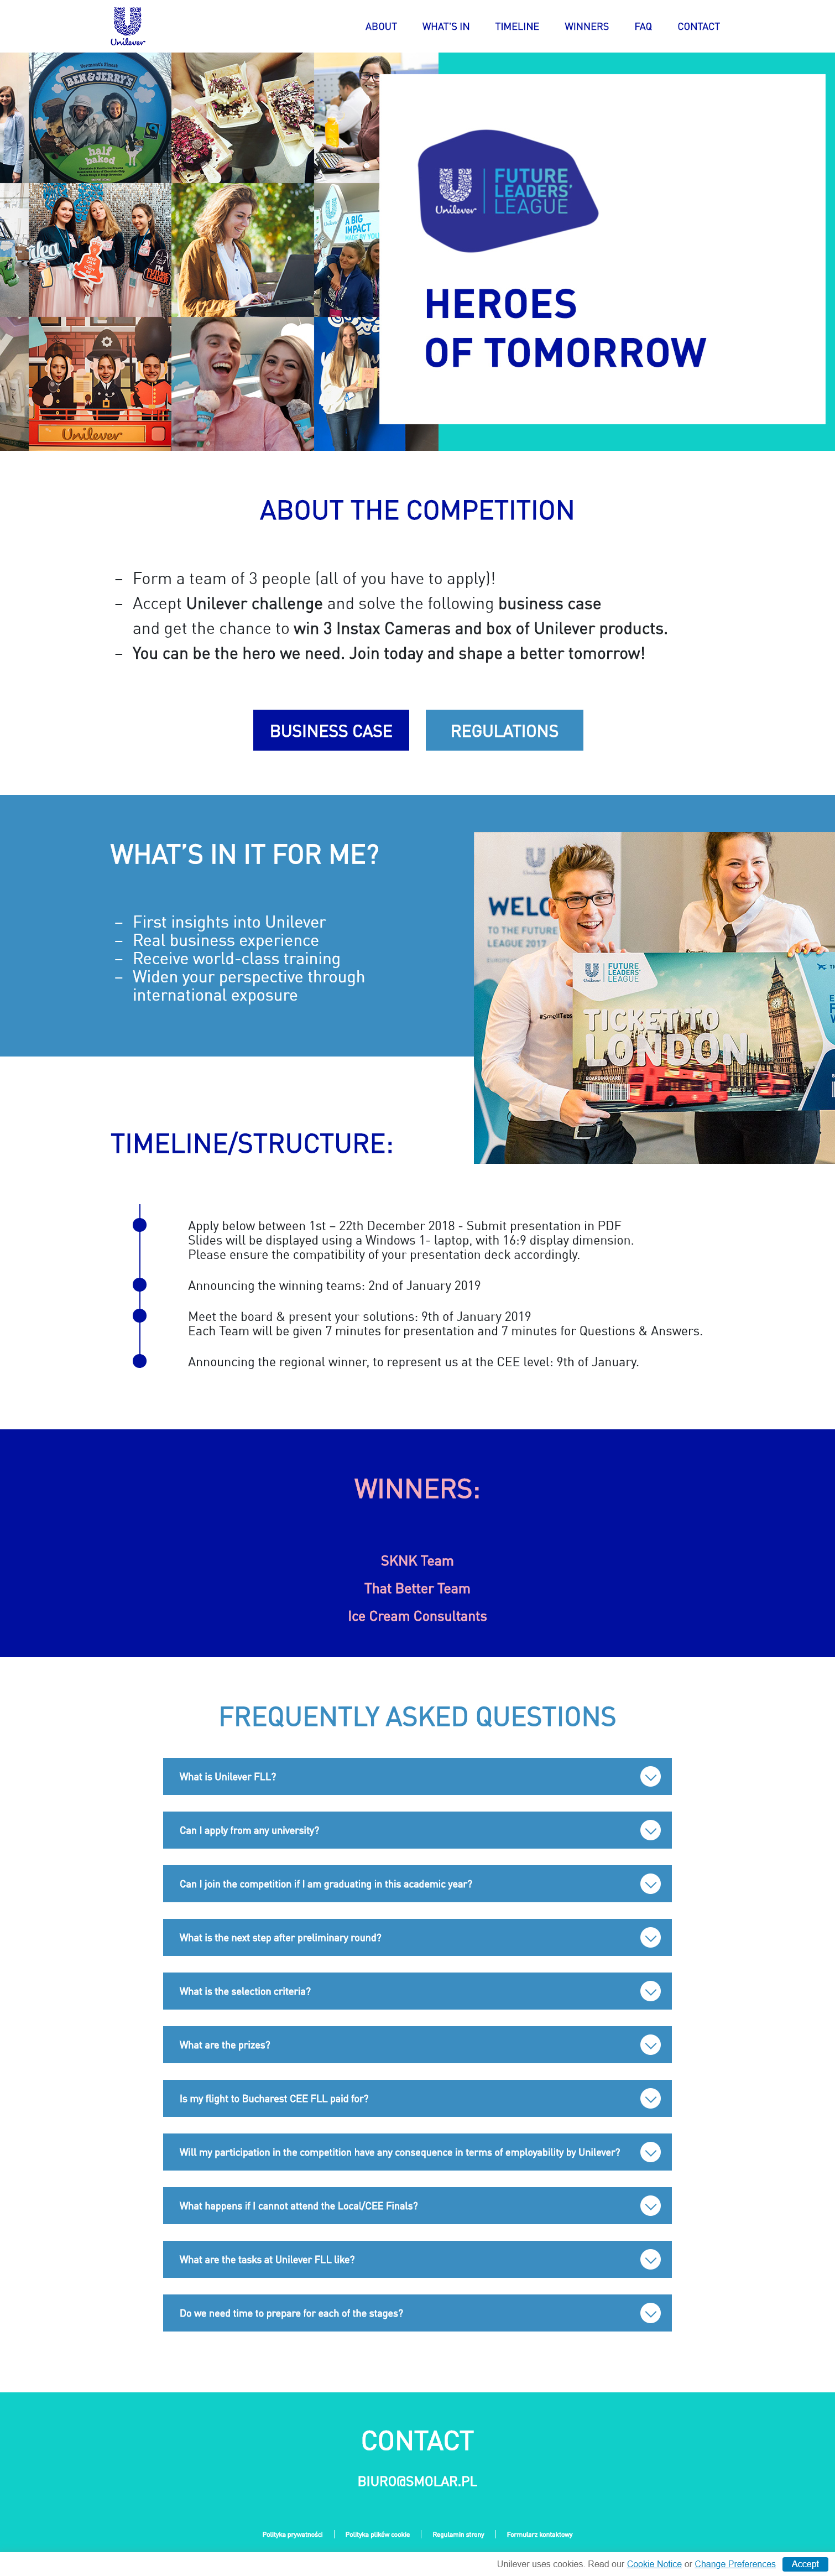 Unilever
ABOUT
WHAT'S IN
TIMELINE
WINNERS
FAQ
CONTACT
Vermont's Finest
BEN & JERRY'S
half
baked
idea
A BIG
IMPACT
MADE BY YOU
Unilever
Unilever
FUTURE
LEADERS'
LEAGUE
HEROES
OF TOMORROW
ABOUT THE COMPETITION
– Form a team of 3 people (all of you have to apply)!
– Accept Unilever challenge and solve the following business case
and get the chance to win 3 Instax Cameras and box of Unilever products.
– You can be the hero we need. Join today and shape a better tomorrow!
BUSINESS CASE
REGULATIONS
WHAT'S IN IT FOR ME?
– First insights into Unilever
– Real business experience
– Receive world-class training
– Widen your perspective through
international exposure
Unilever
WELCO
TO THE FUTURE
LEAGUE 2017
Unilever
FUTURE
LEADERS'
LEAGUE
TICKET TO
LONDON
BOARDING CARD
TIMELINE/STRUCTURE:
Apply below between 1st – 22th December 2018 - Submit presentation in PDF
Slides will be displayed using a Windows 1- laptop, with 16:9 display dimension.
Please ensure the compatibility of your presentation deck accordingly.
Announcing the winning teams: 2nd of January 2019
Meet the board & present your solutions: 9th of January 2019
Each Team will be given 7 minutes for presentation and 7 minutes for Questions & Answers.
Announcing the regional winner, to represent us at the CEE level: 9th of January.
WINNERS:
SKNK Team
That Better Team
Ice Cream Consultants
FREQUENTLY ASKED QUESTIONS
What is Unilever FLL?
Can I apply from any university?
Can I join the competition if I am graduating in this academic year?
What is the next step after preliminary round?
What is the selection criteria?
What are the prizes?
Is my flight to Bucharest CEE FLL paid for?
Will my participation in the competition have any consequence in terms of employability by Unilever?
What happens if I cannot attend the Local/CEE Finals?
What are the tasks at Unilever FLL like?
Do we need time to prepare for each of the stages?
CONTACT
BIURO@SMOLAR.PL
Polityka prywatności
Polityka plików cookie
Regulamin strony
Formularz kontaktowy
Unilever uses cookies. Read our Cookie Notice or Change Preferences
Accept